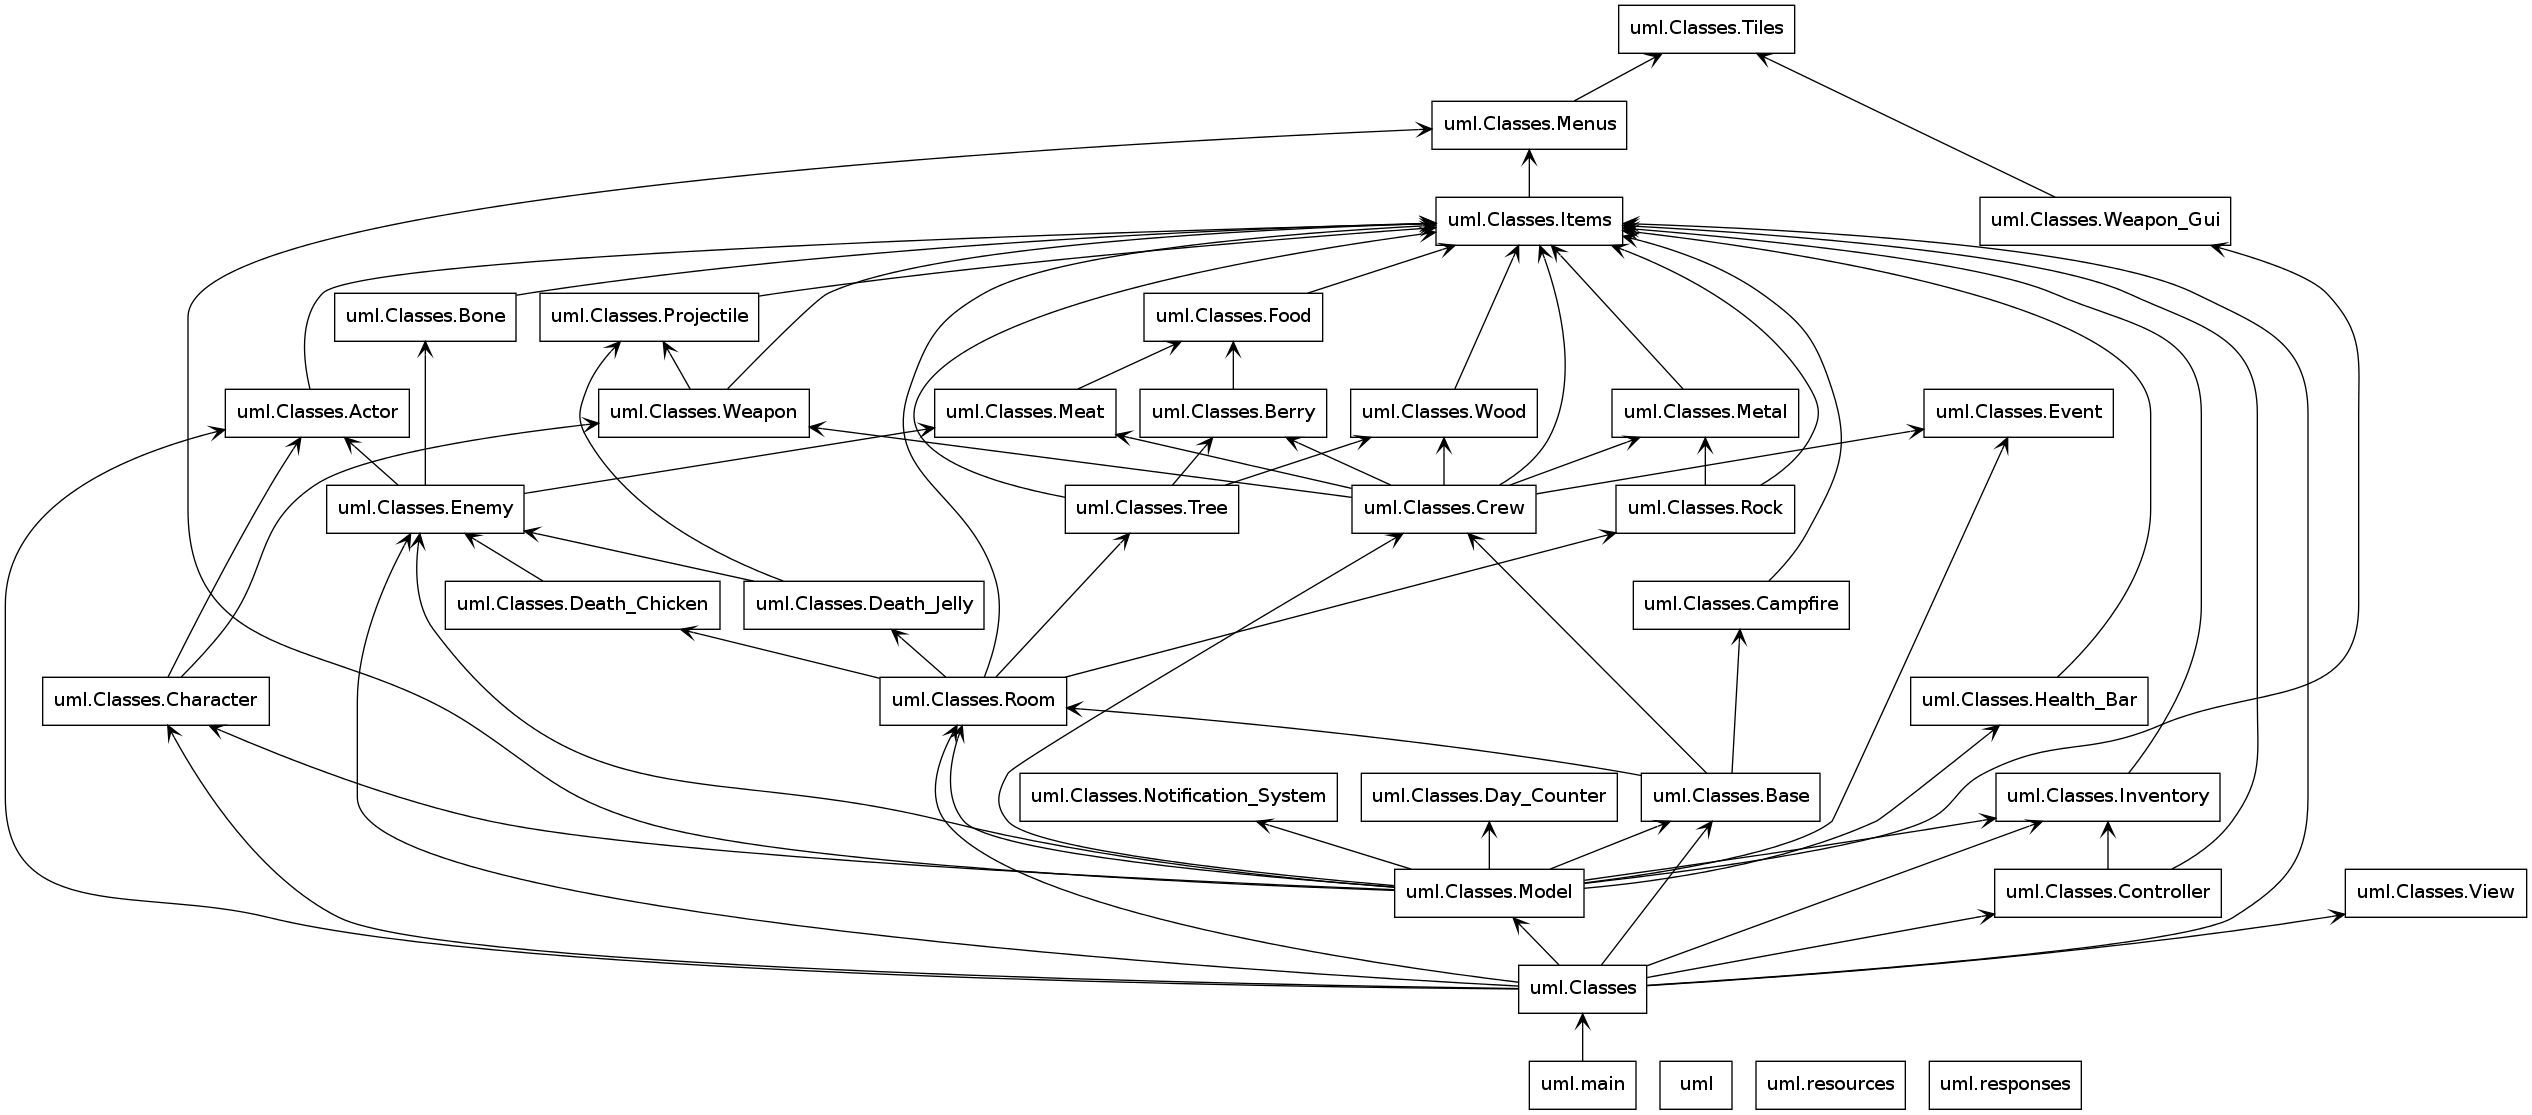 uml.Classes.Tiles
uml.Classes.Menus
uml.Classes.Items
uml.Classes.Weapon_Gui
uml.Classes.Bone
uml.Classes.Projectile
uml.Classes.Food
uml.Classes.Actor
uml.Classes.Weapon
uml.Classes.Meat
uml.Classes.Berry
uml.Classes.Wood
uml.Classes.Metal
uml.Classes.Event
uml.Classes.Enemy
uml.Classes.Tree
uml.Classes.Crew
uml.Classes.Rock
uml.Classes.Death_Chicken
uml.Classes.Death_Jelly
uml.Classes.Campfire
uml.Classes.Character
uml.Classes.Room
uml.Classes.Health_Bar
uml.Classes.Notification_System
uml.Classes.Day_Counter
uml.Classes.Base
uml.Classes.Inventory
uml.Classes.Model
uml.Classes.Controller
uml.Classes.View
uml.Classes
uml.main
uml
uml.resources
uml.responses